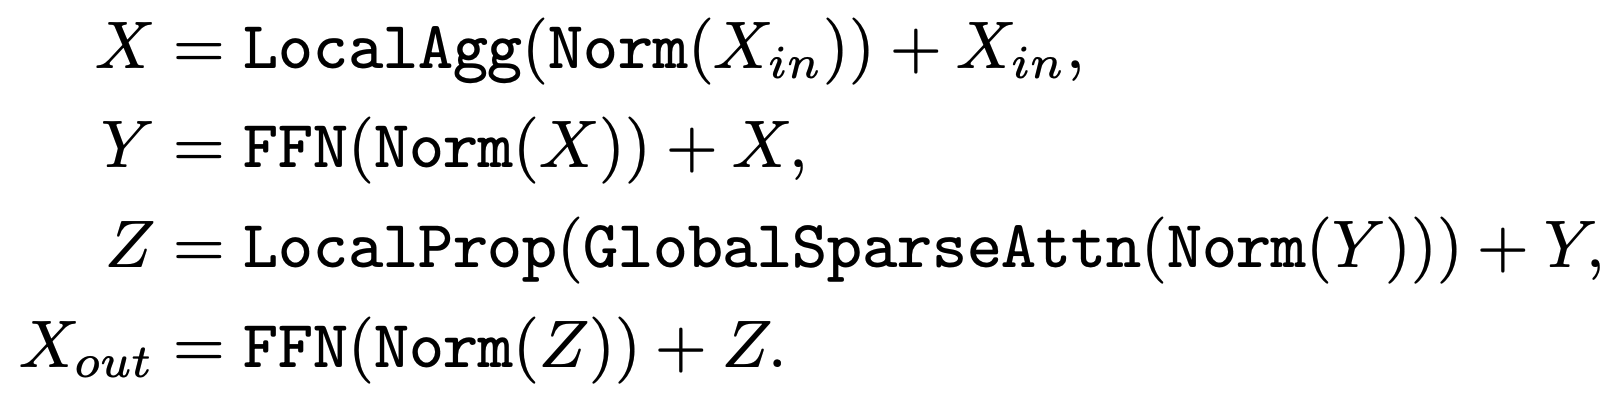 X = LocalAgg(Norm(X_{in})) + X_{in},
Y = FFN(Norm(X)) + X,
Z = LocalProp(GlobalSparseAttn(Norm(Y))) + Y,
X_{out} = FFN(Norm(Z)) + Z.